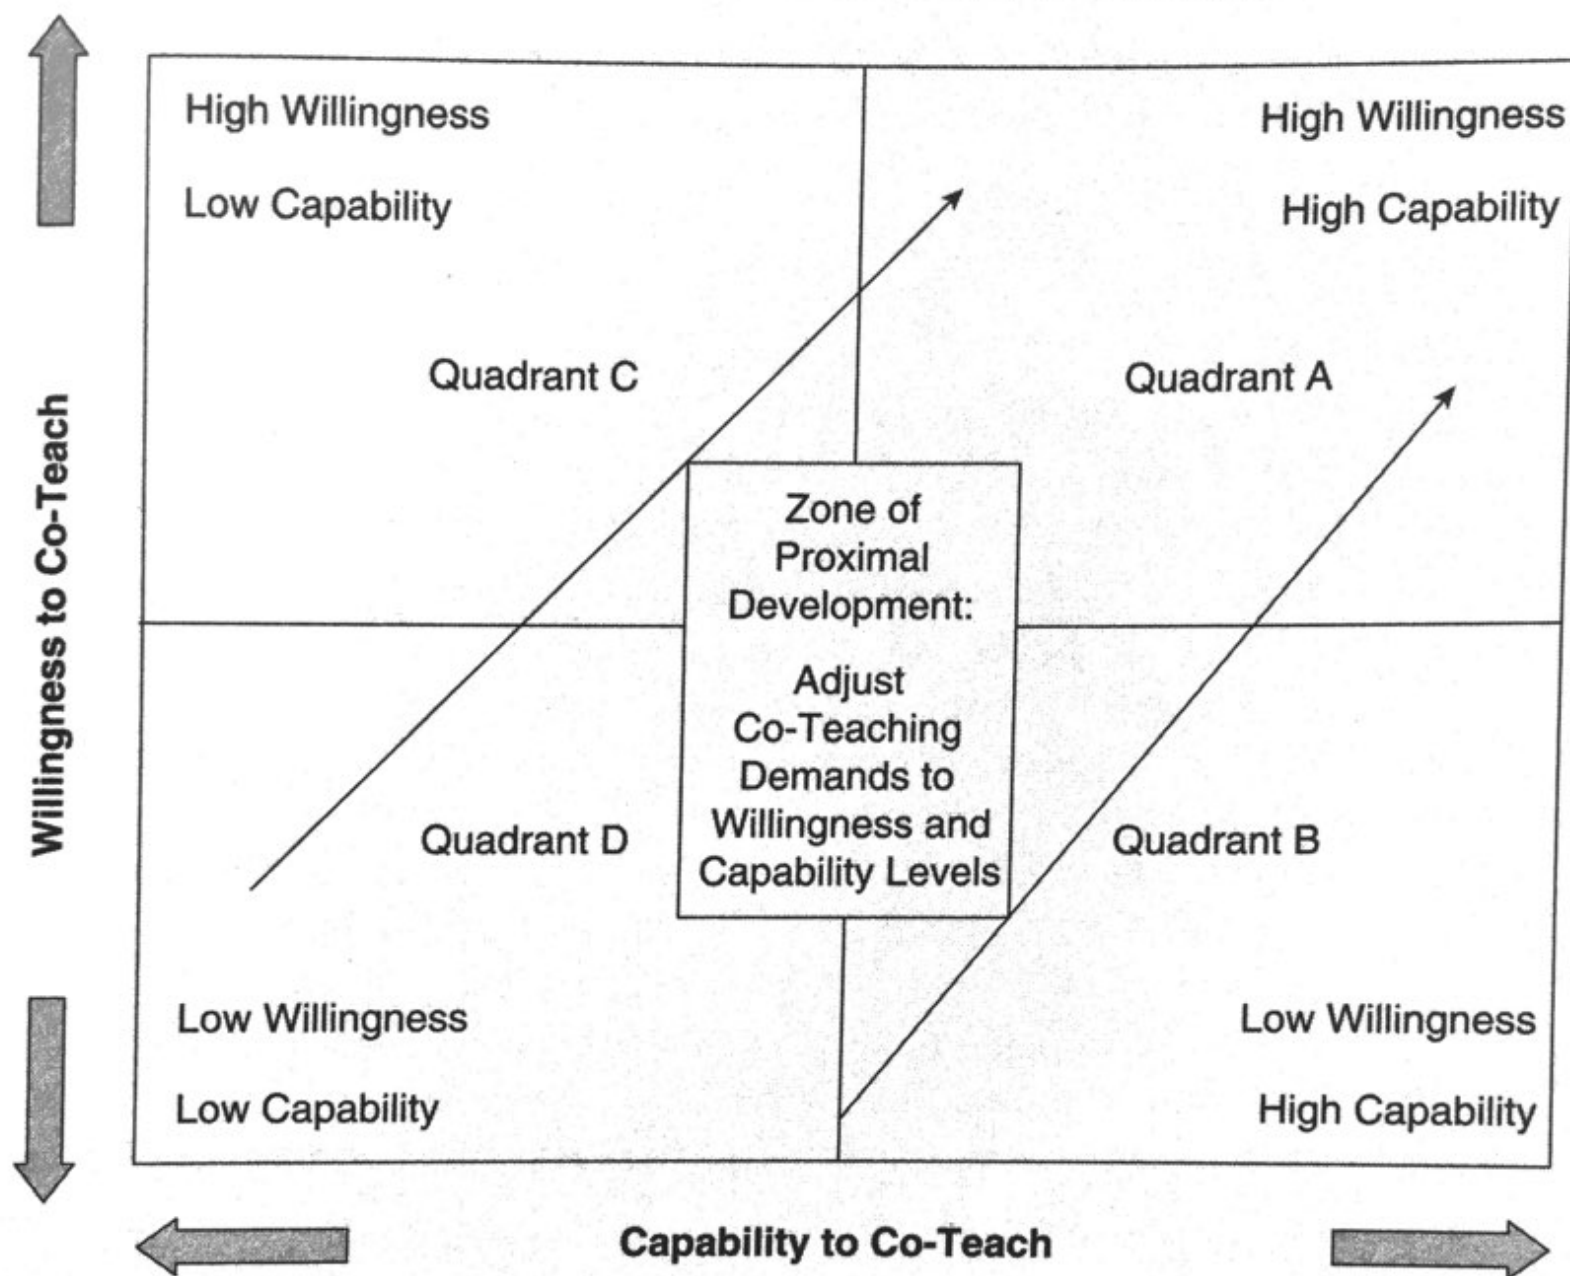 High Willingness
Low Capability
High Willingness
High Capability
Quadrant C
Quadrant A
Zone of
Proximal
Development:
Adjust
Co-Teaching
Demands to
Willingness and
Capability Levels
Quadrant D
Quadrant B
Low Willingness
Low Capability
Low Willingness
High Capability
Willingness to Co-Teach
Capability to Co-Teach